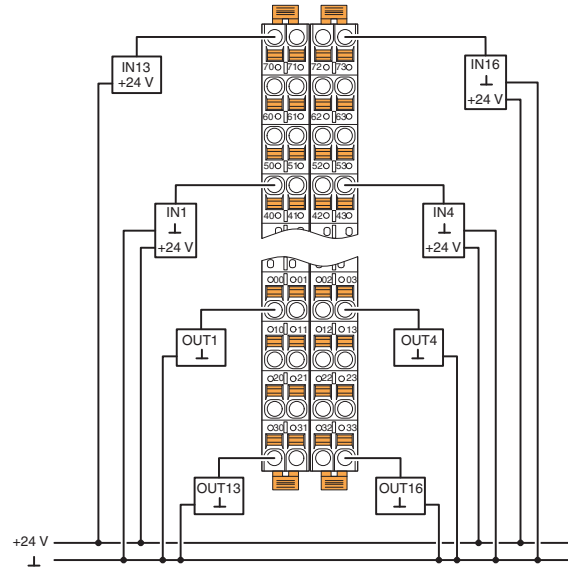 70 71 72 73
IN13
+24 V
IN16
⊥
+24 V
60 61 62 63
50 51 52 53
40 41 42 43
IN1
⊥
+24 V
IN4
⊥
+24 V
00 01 02 03
10 11 12 13
OUT1
⊥
OUT4
⊥
20 21 22 23
30 31 32 33
OUT13
⊥
OUT16
⊥
+24 V
⊥